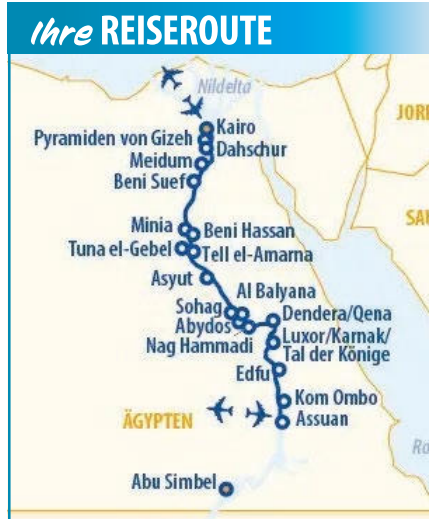 Ihre REISEROUTE
Nildelta
Kairo
Pyramiden von Gizeh
Dahschur
JOR
Meidum
Beni Suef
Minia
Beni Hassan
SAU
Tuna el-Gebel
Tell el-Amarna
Asyut
Al Balyana
Sohag
Dendera/Qena
Abydos
Luxor/Karnak/
Tal der Könige
Nag Hammadi
Edfu
Kom Ombo
ÄGYPTEN
Assuan
Ro
Abu Simbel